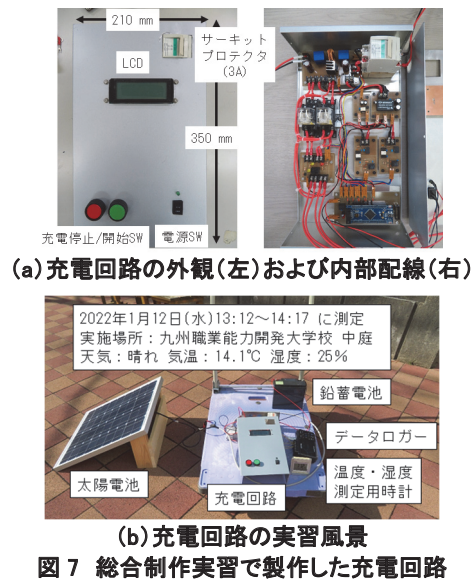 210 mm
サーキット
プロテクタ
(3A)
LCD
350 mm
充電停止/開始SW
電源SW
(a)充電回路の外観(左)および内部配線(右)
2022年1月12日(水)13:12～14:17 に測定
実施場所：九州職業能力開発大学校 中庭
天気：晴れ 気温：14.1℃ 湿度：25%
鉛蓄電池
データロガー
太陽電池
充電回路
温度・湿度
測定用時計
(b)充電回路の実習風景
図 7 総合制作実習で製作した充電回路